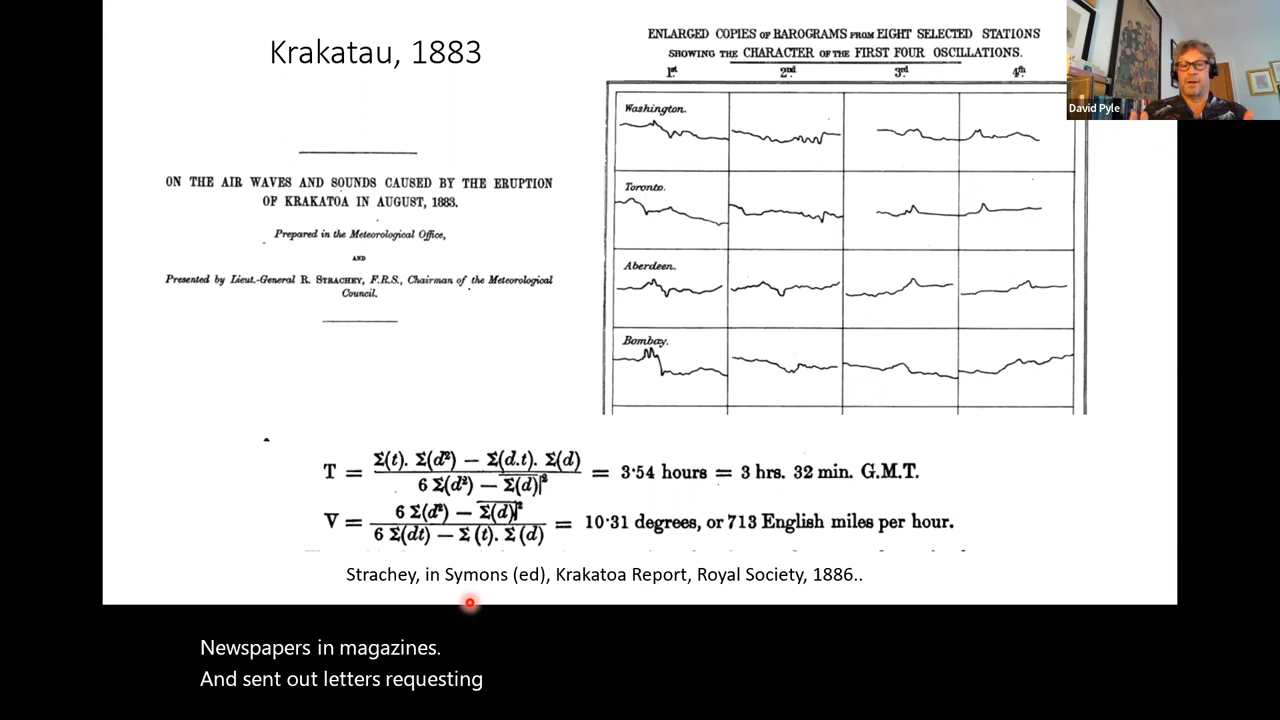 Krakatau, 1883
ON THE AIR WAVES AND SOUNDS CAUSED BY THE ERUPTION
OF KRAKATOA IN AUGUST, 1883.
Prepared in the Meteorological Office,
AND
Presented by Lieut.-General R. STRACHEY, F.R.S., Chairman of the Meteorological
Council.
ENLARGED COPIES OF BAROGRAMS FROM EIGHT SELECTED STATIONS
SHOWING THE CHARACTER OF THE FIRST FOUR OSCILLATIONS.
1st. 2nd. 3rd. 4th.
Washington.
Toronto.
Aberdeen.
Bombay.
David Pyle
T = Σ(t). Σ(d²) − Σ(d.t). Σ(d) / 6 Σ(d²) − Σ(d)|² = 3·54 hours = 3 hrs. 32 min. G.M.T.
V = 6 Σ(d²) − Σ(d)|² / 6 Σ(dt) − Σ (t). Σ (d) = 10·31 degrees, or 713 English miles per hour.
Strachey, in Symons (ed), Krakatoa Report, Royal Society, 1886..
Newspapers in magazines.
And sent out letters requesting